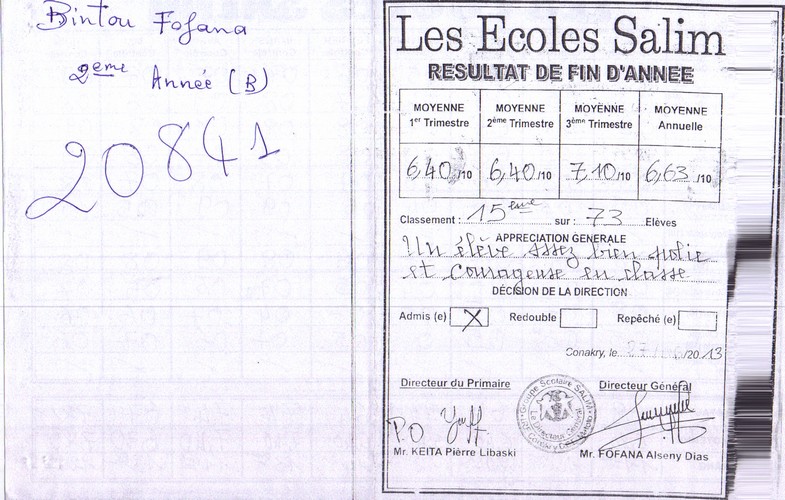 Bintou Fofana
2ème Année (B)
20841
Les Ecoles Salim
RESULTAT DE FIN D'ANNEE
MOYENNE MOYENNE MOYENNE MOYENNE
1er Trimestre 2ème Trimestre 3ème Trimestre Annuelle
6,40/10 6,40/10 7,10/10 6,63/10
Classement : 15ème sur : 73 Elèves
APPRECIATION GENERALE
Un élève assez bien polie
et courageuse en classe
DÉCISION DE LA DIRECTION
Admis (e) X Redouble Repêché (e)
Conakry, le /2013
Directeur du Primaire Directeur Général
P.O
Mr. KEITA Pièrre Libaski Mr. FOFANA Alseny Dias